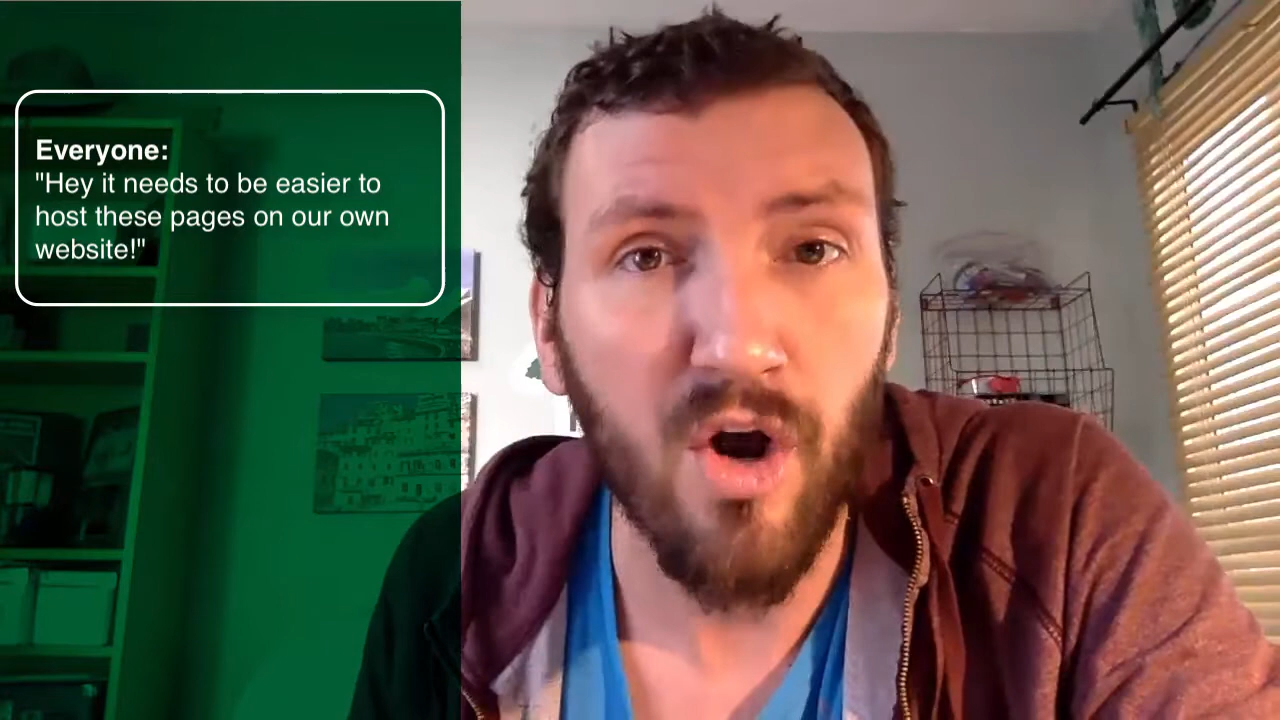 Everyone:
"Hey it needs to be easier to
host these pages on our own
website!"